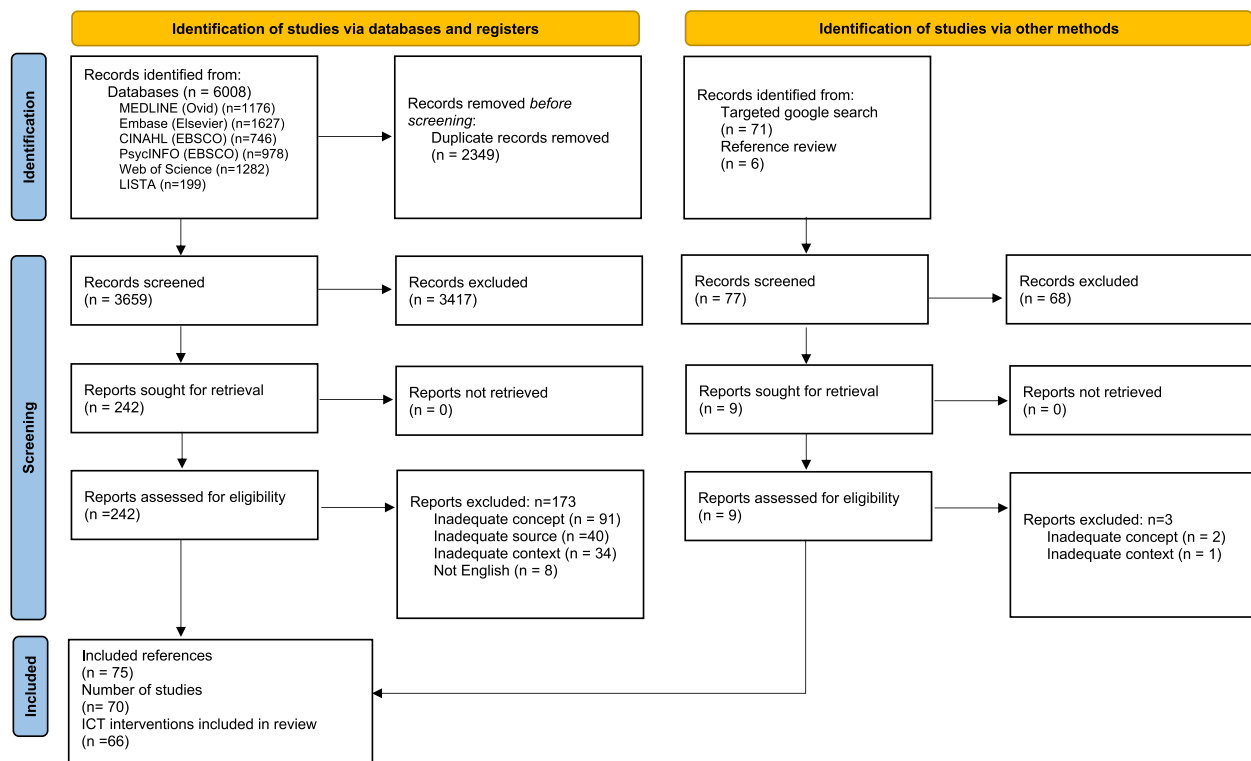 Identification of studies via databases and registers
Identification of studies via other methods
Identification
Records identified from:
Databases (n = 6008)
MEDLINE (Ovid) (n=1176)
Embase (Elsevier) (n=1627)
CINAHL (EBSCO) (n=746)
PsycINFO (EBSCO) (n=978)
Web of Science (n=1282)
LISTA (n=199)
Records removed before
screening:
Duplicate records removed
(n = 2349)
Records identified from:
Targeted google search
(n = 71)
Reference review
(n = 6)
Screening
Records screened
(n = 3659)
Records excluded
(n = 3417)
Records screened
(n = 77)
Records excluded
(n = 68)
Reports sought for retrieval
(n = 242)
Reports not retrieved
(n = 0)
Reports sought for retrieval
(n = 9)
Reports not retrieved
(n = 0)
Reports assessed for eligibility
(n =242)
Reports excluded: n=173
Inadequate concept (n = 91)
Inadequate source (n =40)
Inadequate context (n = 34)
Not English (n = 8)
Reports assessed for eligibility
(n = 9)
Reports excluded: n=3
Inadequate concept (n = 2)
Inadequate context (n = 1)
Included
Included references
(n = 75)
Number of studies
(n= 70)
ICT interventions included in review
(n =66)